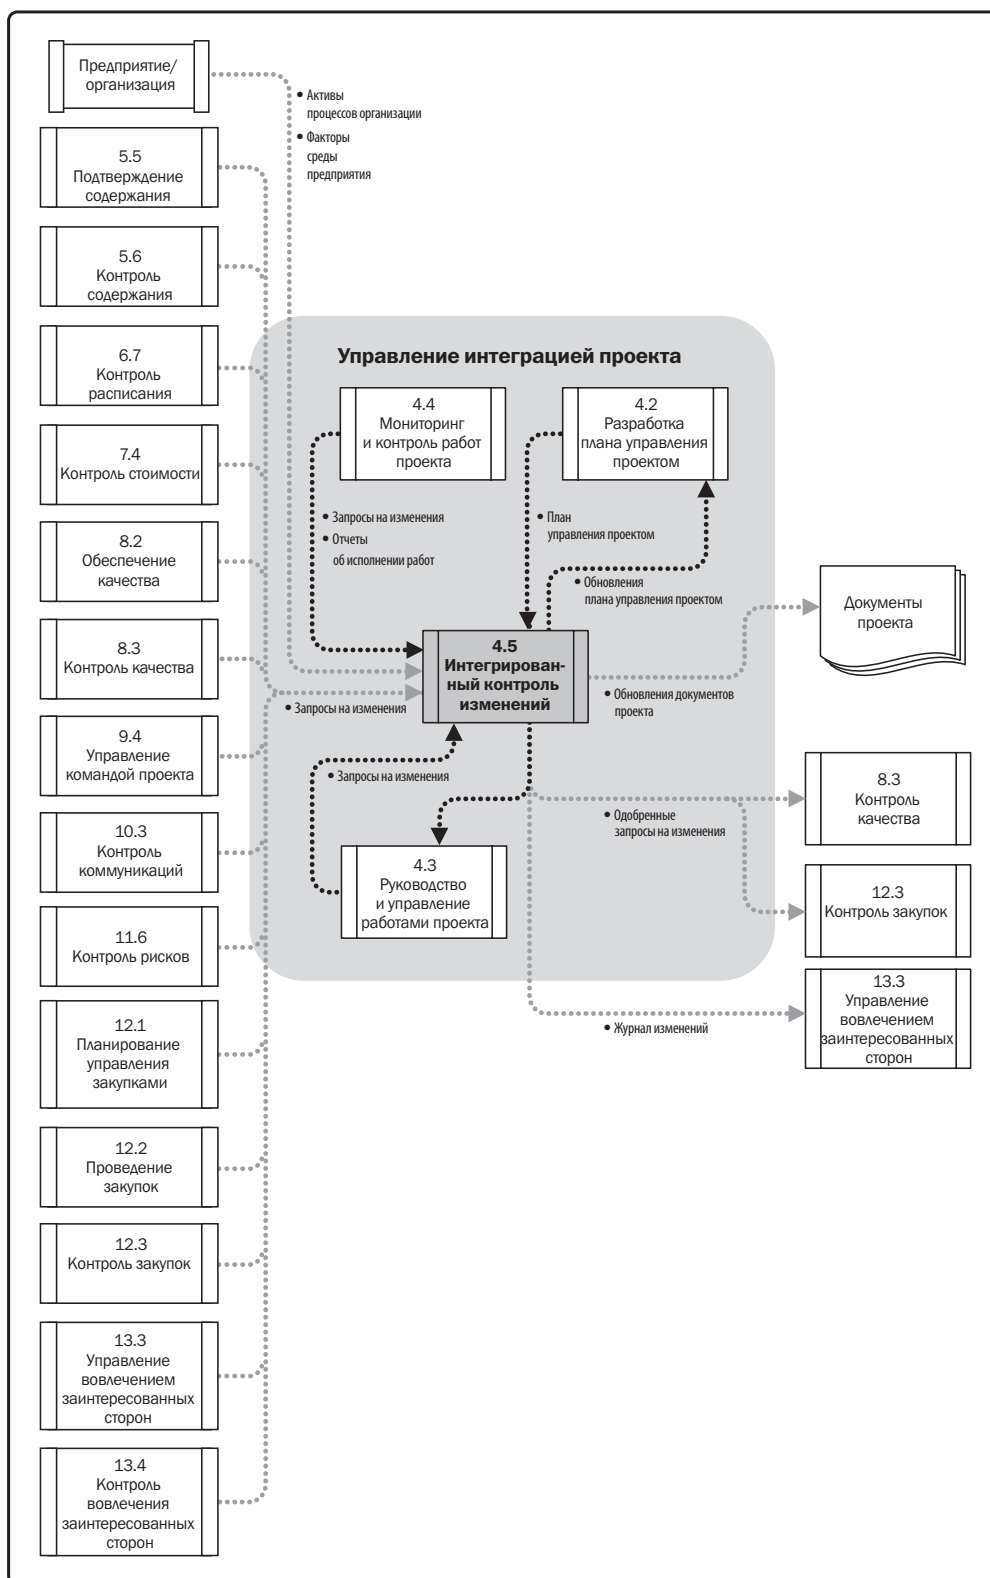 Предприятие/
организация
• Активы
процессов организации
• Факторы
среды
предприятия
5.5
Подтверждение
содержания
5.6
Контроль
содержания
6.7
Контроль
расписания
7.4
Контроль стоимости
8.2
Обеспечение
качества
8.3
Контроль качества
9.4
Управление
командой проекта
10.3
Контроль
коммуникаций
11.6
Контроль рисков
12.1
Планирование
управления
закупками
12.2
Проведение
закупок
12.3
Контроль закупок
13.3
Управление
вовлечением
заинтересованных
сторон
13.4
Контроль
вовлечения
заинтересованных
сторон
• Запросы на изменения
Управление интеграцией проекта
4.4
Мониторинг
и контроль работ
проекта
4.2
Разработка
плана управления
проектом
• Запросы на изменения
• Отчеты
об исполнении работ
• План
управления проектом
• Обновления
плана управления проектом
4.5
Интегрирован-
ный контроль
изменений
• Обновления документов
проекта
• Запросы на изменения
• Одобренные
запросы на изменения
4.3
Руководство
и управление
работами проекта
• Журнал изменений
Документы
проекта
8.3
Контроль
качества
12.3
Контроль закупок
13.3
Управление
вовлечением
заинтересованных
сторон